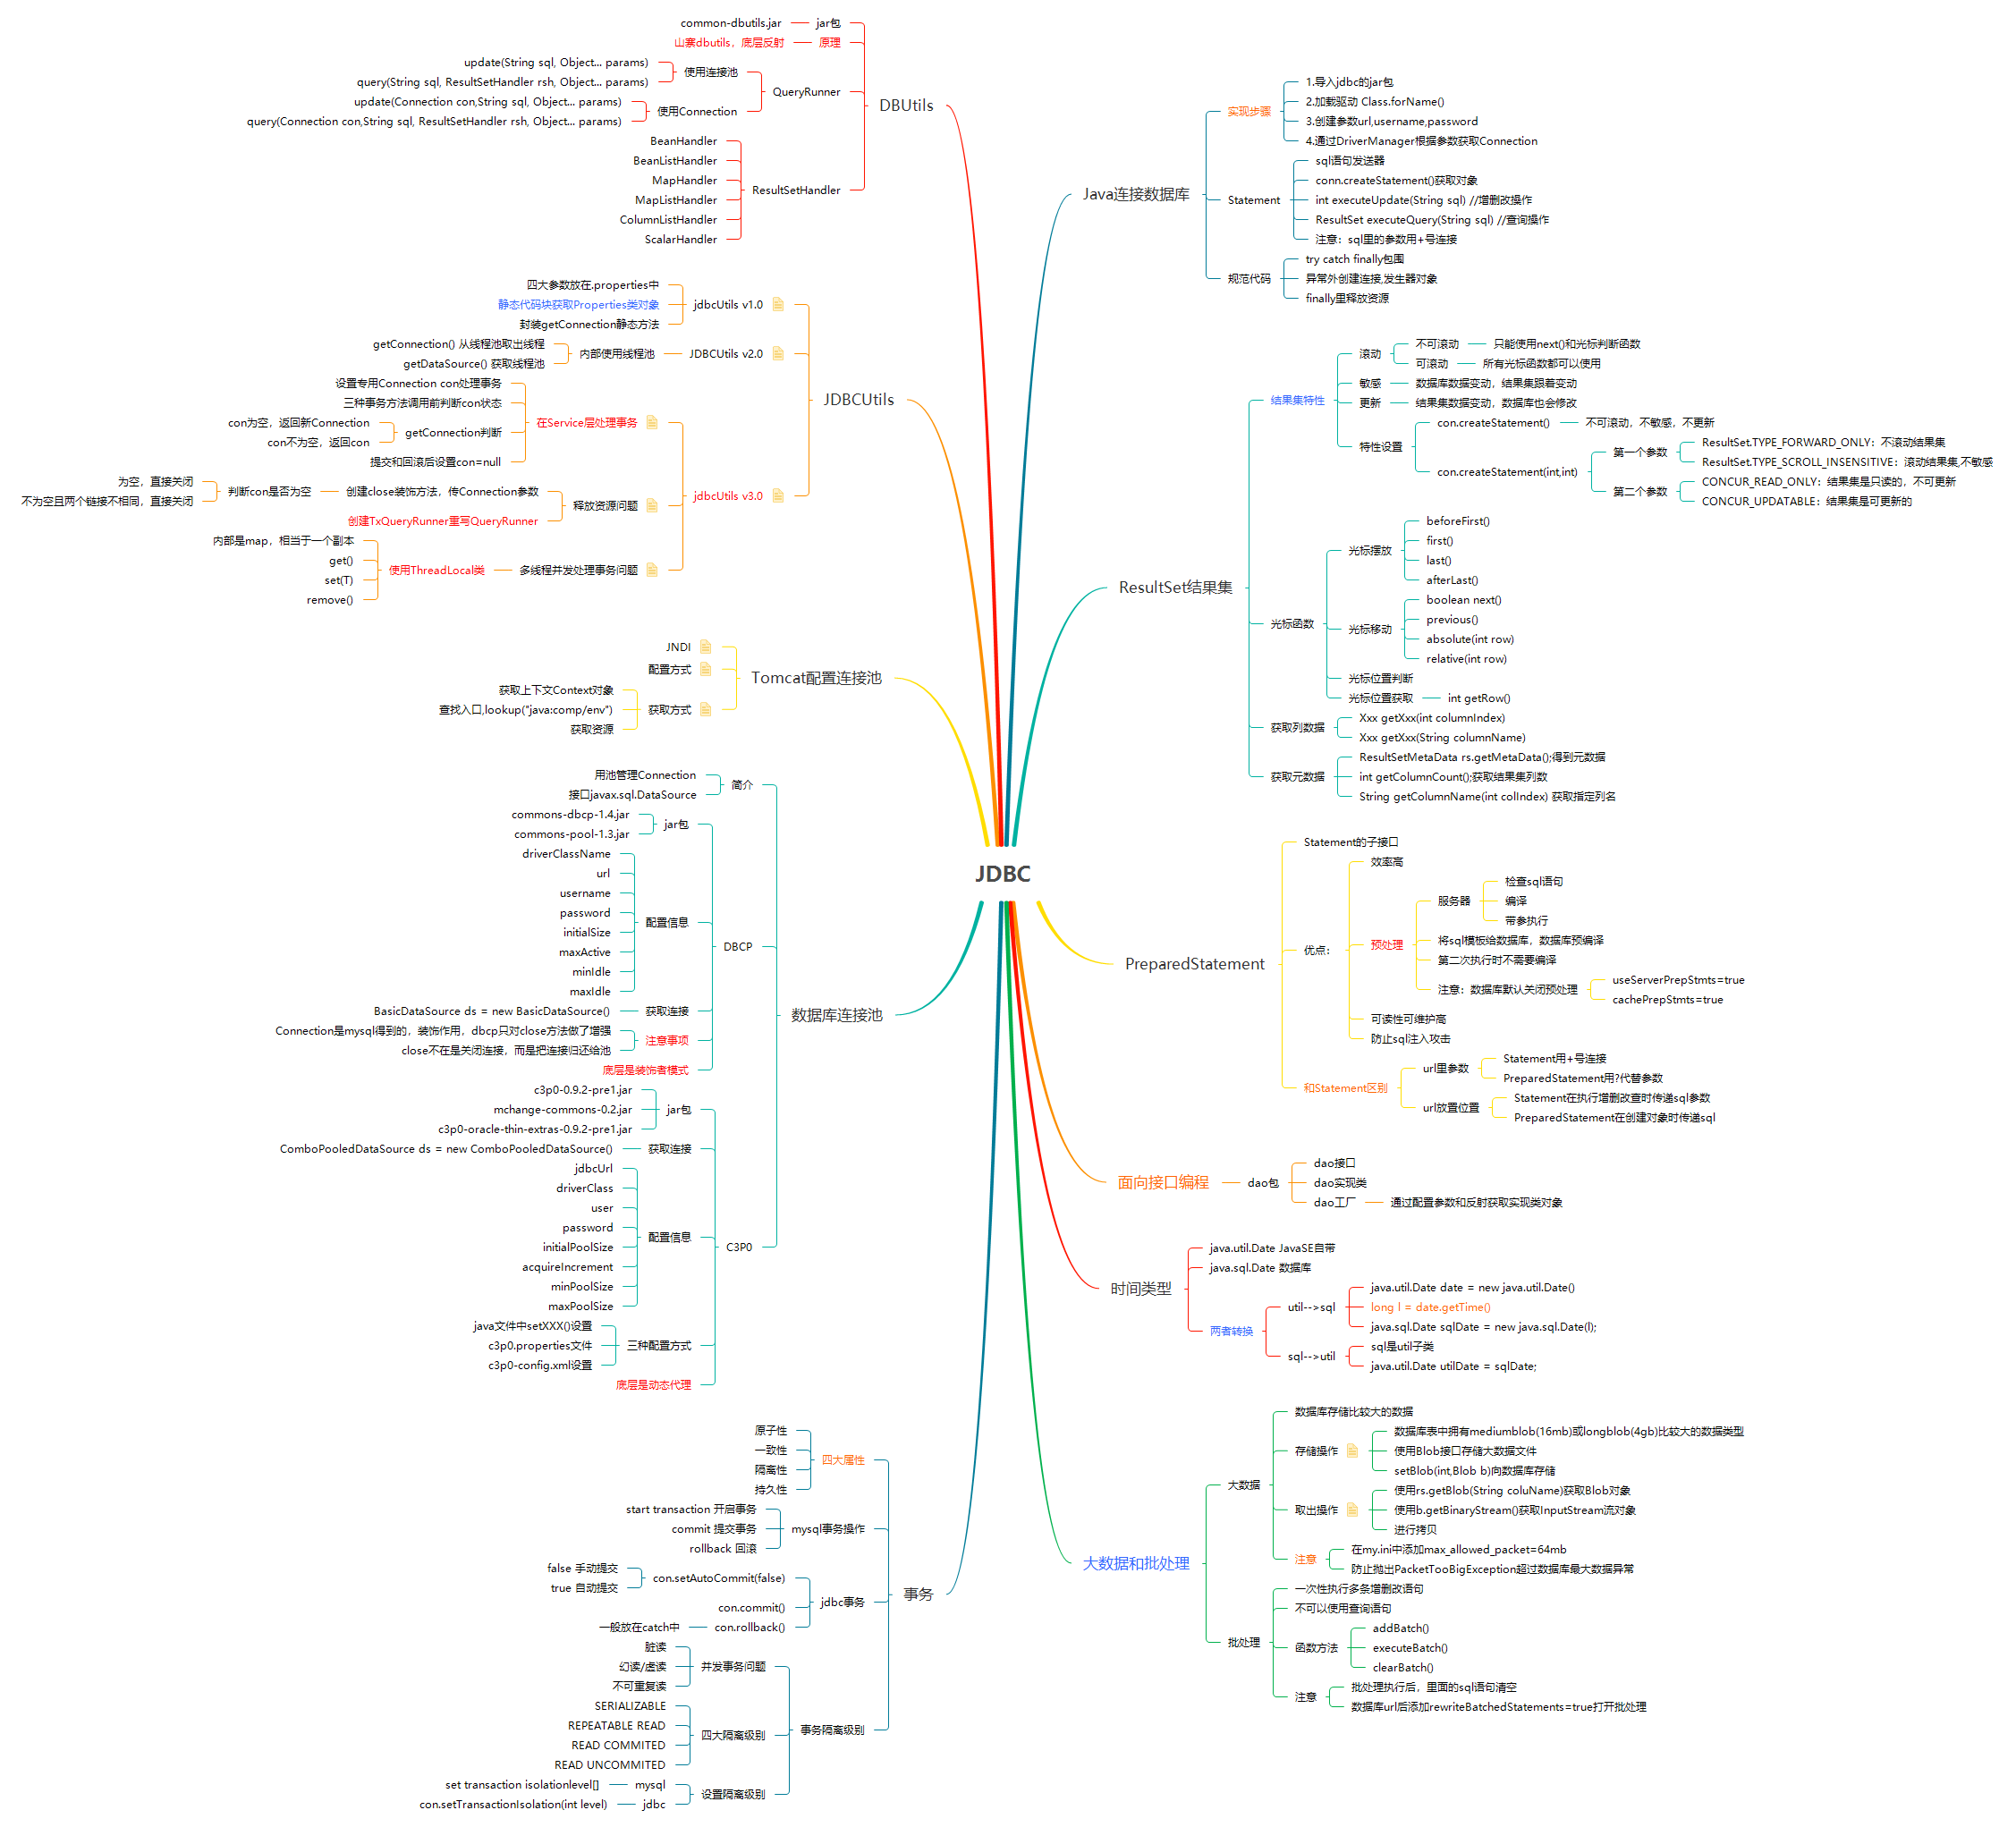 JDBC
Java连接数据库
实现步骤
1.导入jdbc的jar包
2.加载驱动 Class.forName()
3.创建参数url,username,password
4.通过DriverManager根据参数获取Connection
Statement
sql语句发送器
conn.createStatement()获取对象
int executeUpdate(String sql) //增删改操作
ResultSet executeQuery(String sql) //查询操作
注意：sql里的参数用+号连接
规范代码
try catch finally包围
异常外创建连接,发生器对象
finally里释放资源
ResultSet结果集
结果集特性
滚动
不可滚动
只能使用next()和光标判断函数
可滚动
所有光标函数都可以使用
敏感
数据库数据变动，结果集跟着变动
更新
结果集数据变动，数据库也会修改
特性设置
con.createStatement()
不可滚动，不敏感，不更新
con.createStatement(int,int)
第一个参数
ResultSet.TYPE_FORWARD_ONLY：不滚动结果集
ResultSet.TYPE_SCROLL_INSENSITIVE：滚动结果集,不敏感
第二个参数
CONCUR_READ_ONLY：结果集是只读的，不可更新
CONCUR_UPDATABLE：结果集是可更新的
光标函数
光标摆放
beforeFirst()
first()
last()
afterLast()
光标移动
boolean next()
previous()
absolute(int row)
relative(int row)
光标位置判断
光标位置获取
int getRow()
获取列数据
Xxx getXxx(int columnIndex)
Xxx getXxx(String columnName)
获取元数据
ResultSetMetaData rs.getMetaData();得到元数据
int getColumnCount();获取结果集列数
String getColumnName(int colIndex) 获取指定列名
PreparedStatement
Statement的子接口
优点：
效率高
预处理
服务器
检查sql语句
编译
带参执行
将sql模板给数据库，数据库预编译
第二次执行时不需要编译
注意：数据库默认关闭预处理
useServerPrepStmts=true
cachePrepStmts=true
可读性可维护高
防止sql注入攻击
和Statement区别
url里参数
Statement用+号连接
PreparedStatement用?代替参数
url放置位置
Statement在执行增删改查时传递sql参数
PreparedStatement在创建对象时传递sql
面向接口编程
dao包
dao接口
dao实现类
dao工厂
通过配置参数和反射获取实现类对象
时间类型
java.util.Date JavaSE自带
java.sql.Date 数据库
两者转换
util-->sql
java.util.Date date = new java.util.Date()
long l = date.getTime()
java.sql.Date sqlDate = new java.sql.Date(l);
sql-->util
sql是util子类
java.util.Date utilDate = sqlDate;
大数据和批处理
大数据
数据库存储比较大的数据
存储操作
数据库表中拥有mediumblob(16mb)或longblob(4gb)比较大的数据类型
使用Blob接口存储大数据文件
setBlob(int,Blob b)向数据库存储
取出操作
使用rs.getBlob(String coluName)获取Blob对象
使用b.getBinaryStream()获取InputStream流对象
进行拷贝
注意
在my.ini中添加max_allowed_packet=64mb
防止抛出PacketTooBigException超过数据库最大数据异常
批处理
一次性执行多条增删改语句
不可以使用查询语句
函数方法
addBatch()
executeBatch()
clearBatch()
注意
批处理执行后，里面的sql语句清空
数据库url后添加rewriteBatchedStatements=true打开批处理
DBUtils
jar包
common-dbutils.jar
原理
山寨dbutils，底层反射
QueryRunner
使用连接池
update(String sql, Object... params)
query(String sql, ResultSetHandler rsh, Object... params)
使用Connection
update(Connection con,String sql, Object... params)
query(Connection con,String sql, ResultSetHandler rsh, Object... params)
ResultSetHandler
BeanHandler
BeanListHandler
MapHandler
MapListHandler
ColumnListHandler
ScalarHandler
JDBCUtils
jdbcUtils v1.0
四大参数放在.properties中
静态代码块获取Properties类对象
封装getConnection静态方法
JDBCUtils v2.0
内部使用线程池
getConnection() 从线程池取出线程
getDataSource() 获取线程池
jdbcUtils v3.0
在Service层处理事务
设置专用Connection con处理事务
三种事务方法调用前判断con状态
getConnection判断
con为空，返回新Connection
con不为空，返回con
提交和回滚后设置con=null
释放资源问题
创建close装饰方法，传Connection参数
判断con是否为空
为空，直接关闭
不为空且两个链接不相同，直接关闭
创建TxQueryRunner重写QueryRunner
多线程并发处理事务问题
使用ThreadLocal类
内部是map，相当于一个副本
get()
set(T)
remove()
Tomcat配置连接池
JNDI
配置方式
获取方式
获取上下文Context对象
查找入口,lookup("java:comp/env")
获取资源
数据库连接池
简介
用池管理Connection
接口javax.sql.DataSource
DBCP
jar包
commons-dbcp-1.4.jar
commons-pool-1.3.jar
配置信息
driverClassName
url
username
password
initialSize
maxActive
minIdle
maxIdle
获取连接
BasicDataSource ds = new BasicDataSource()
注意事项
Connection是mysql得到的，装饰作用，dbcp只对close方法做了增强
close不在是关闭连接，而是把连接归还给池
底层是装饰者模式
C3P0
jar包
c3p0-0.9.2-pre1.jar
mchange-commons-0.2.jar
c3p0-oracle-thin-extras-0.9.2-pre1.jar
获取连接
ComboPooledDataSource ds = new ComboPooledDataSource()
配置信息
jdbcUrl
driverClass
user
password
initialPoolSize
acquireIncrement
minPoolSize
maxPoolSize
三种配置方式
java文件中setXXX()设置
c3p0.properties文件
c3p0-config.xml设置
底层是动态代理
事务
四大属性
原子性
一致性
隔离性
持久性
mysql事务操作
start transaction 开启事务
commit 提交事务
rollback 回滚
jdbc事务
con.setAutoCommit(false)
false 手动提交
true 自动提交
con.commit()
con.rollback()
一般放在catch中
事务隔离级别
并发事务问题
脏读
幻读/虚读
不可重复读
四大隔离级别
SERIALIZABLE
REPEATABLE READ
READ COMMITED
READ UNCOMMITED
设置隔离级别
mysql
set transaction isolationlevel[]
jdbc
con.setTransactionIsolation(int level)